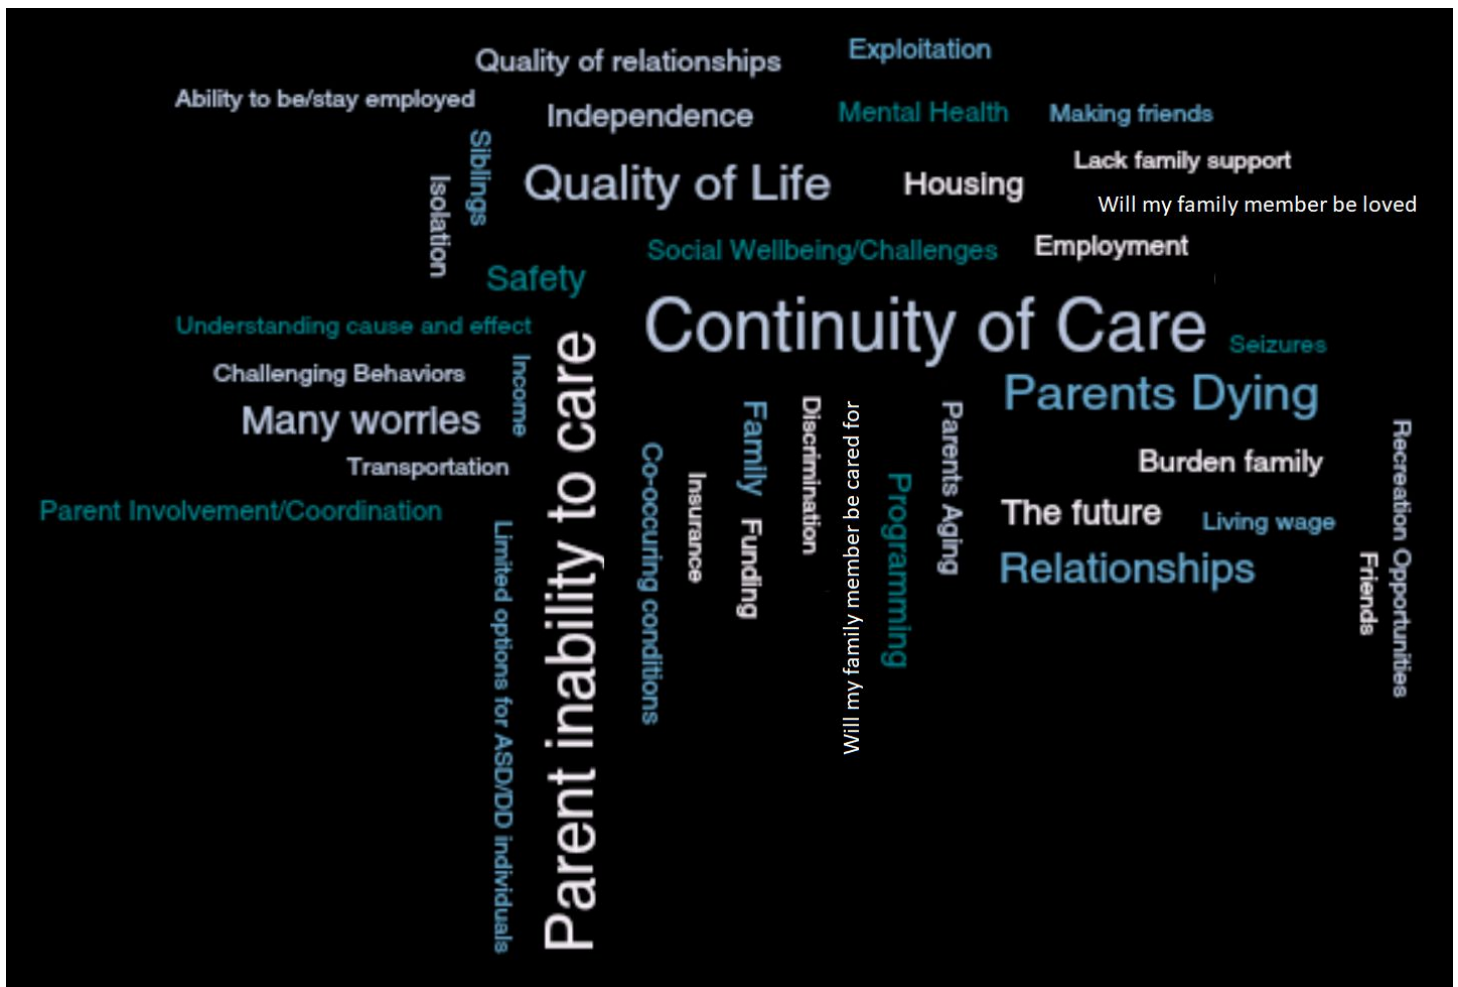 Quality of relationships
Exploitation
Ability to be/stay employed
Independence
Mental Health
Making friends
Siblings
Isolation
Quality of Life
Housing
Lack family support
Will my family member be loved
Social Wellbeing/Challenges
Employment
Safety
Continuity of Care
Seizures
Understanding cause and effect
Challenging Behaviors
Income
Many worries
Transportation
Parent Involvement/Coordination
Limited options for ASD/DD individuals
Parent inability to care
Co-occuring conditions
Insurance
Family
Funding
Discrimination
Will my family member be cared for
Programming
Parents Aging
Parents Dying
Burden family
The future
Living wage
Relationships
Friends
Recreation Opportunities